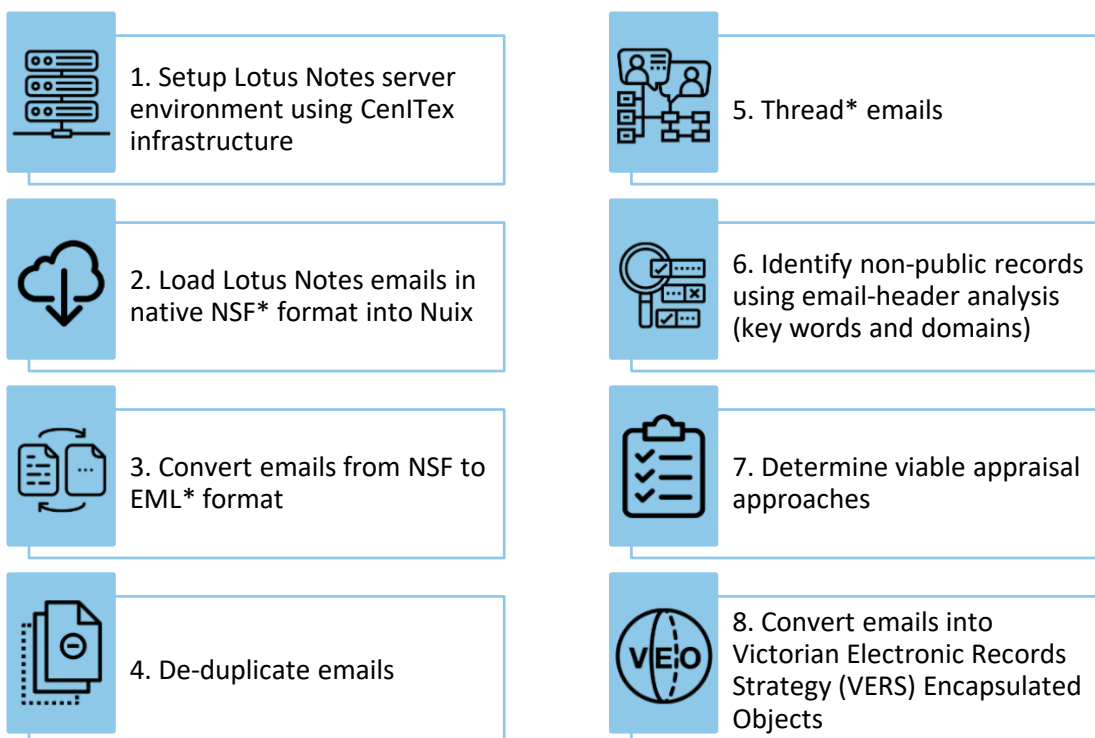 1. Setup Lotus Notes server
environment using CenITex
infrastructure
2. Load Lotus Notes emails in
native NSF* format into Nuix
3. Convert emails from NSF to
EML* format
4. De-duplicate emails
5. Thread* emails
6. Identify non-public records
using email-header analysis
(key words and domains)
7. Determine viable appraisal
approaches
VEO
8. Convert emails into
Victorian Electronic Records
Strategy (VERS) Encapsulated
Objects